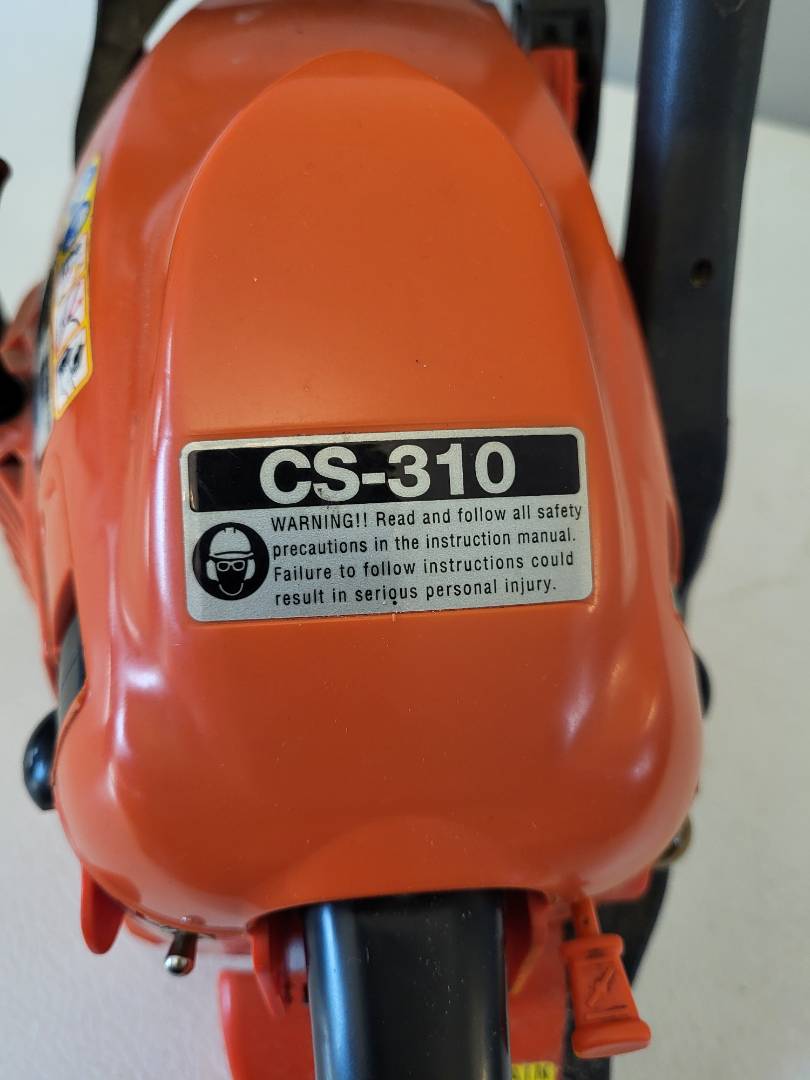 CS-310
WARNING!! Read and follow all safety
precautions in the instruction manual.
Failure to follow instructions could
result in serious personal injury.